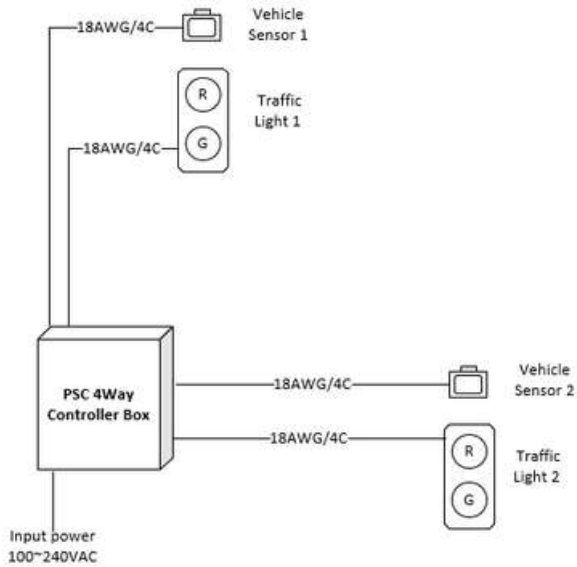 18AWG/4C
Vehicle
Sensor 1
R
Traffic
Light 1
G
18AWG/4C
PSC 4Way
Controller Box
18AWG/4C
Vehicle
Sensor 2
18AWG/4C
R
Traffic
Light 2
G
Input power
100~240VAC